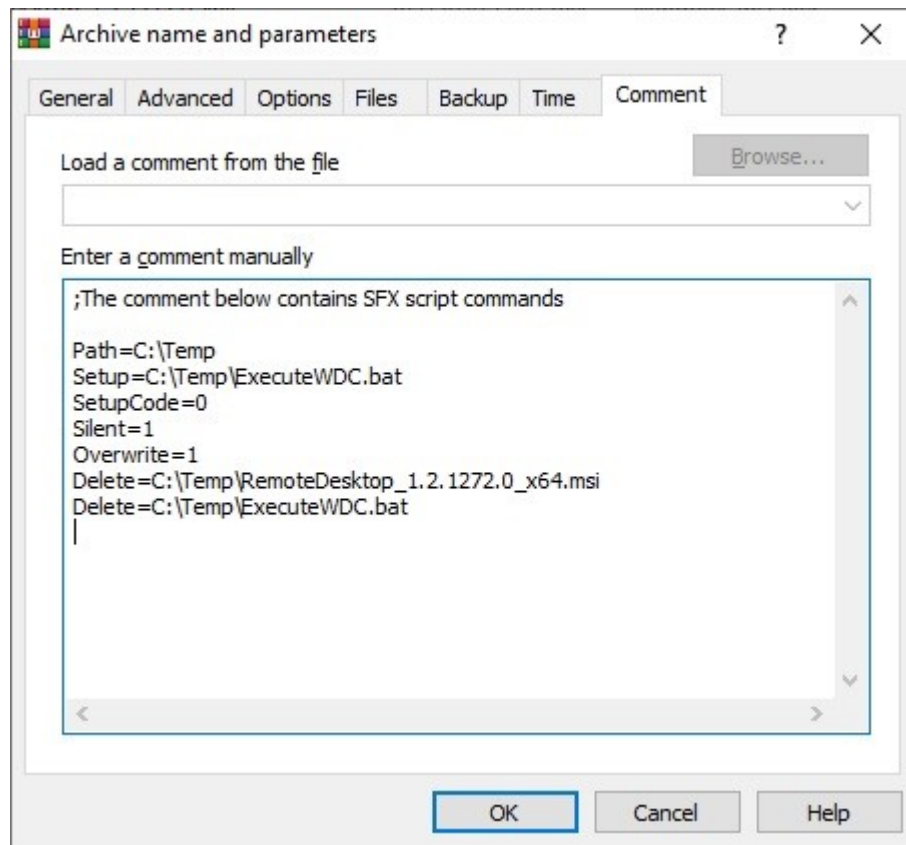 Archive name and parameters
General Advanced Options Files Backup Time Comment
Load a comment from the file
Browse...
Enter a comment manually
;The comment below contains SFX script commands
Path=C:\Temp
Setup=C:\Temp\ExecuteWDC.bat
SetupCode=0
Silent=1
Overwrite=1
Delete=C:\Temp\RemoteDesktop_1.2.1272.0_x64.msi
Delete=C:\Temp\ExecuteWDC.bat
OK Cancel Help